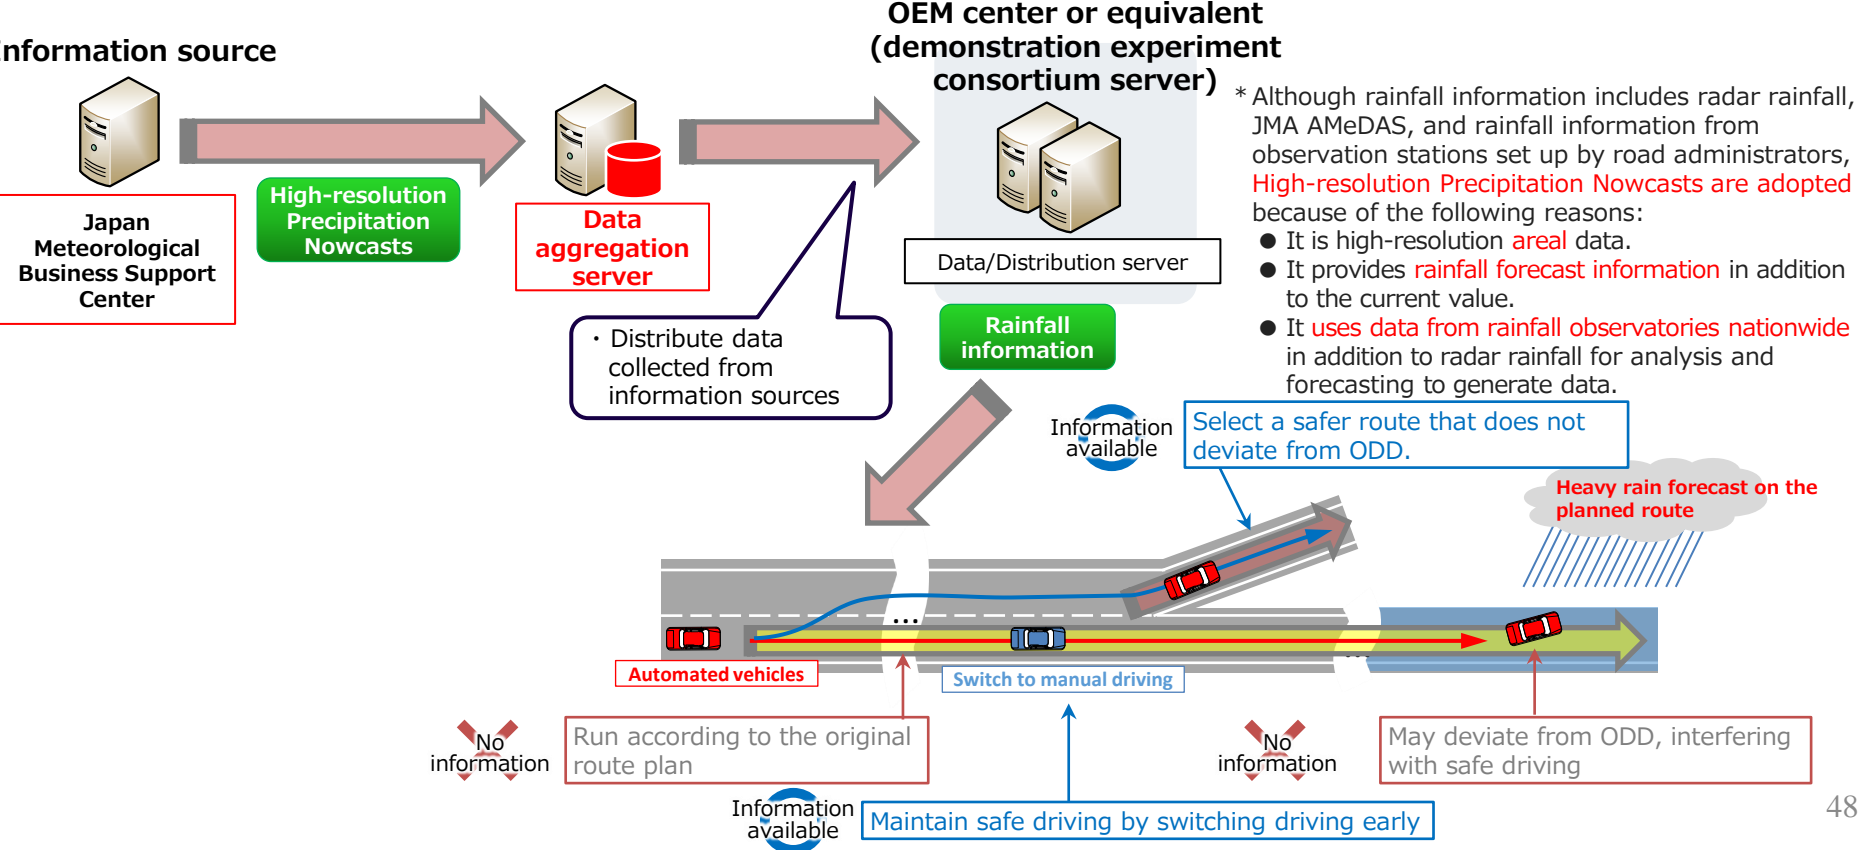 Information source
OEM center or equivalent
(demonstration experiment
consortium server)
Japan
Meteorological
Business Support
Center
High-resolution
Precipitation
Nowcasts
Data
aggregation
server
Data/Distribution server
・Distribute data
collected from
information sources
Rainfall
information
* Although rainfall information includes radar rainfall,
JMA AMeDAS, and rainfall information from
observation stations set up by road administrators,
High-resolution Precipitation Nowcasts are adopted
because of the following reasons:
● It is high-resolution areal data.
● It provides rainfall forecast information in addition
to the current value.
● It uses data from rainfall observatories nationwide
in addition to radar rainfall for analysis and
forecasting to generate data.
Information
available
Select a safer route that does not
deviate from ODD.
Heavy rain forecast on the
planned route
...
...
Automated vehicles
Switch to manual driving
No
information
Run according to the original
route plan
No
information
May deviate from ODD, interfering
with safe driving
Information
available
Maintain safe driving by switching driving early
48